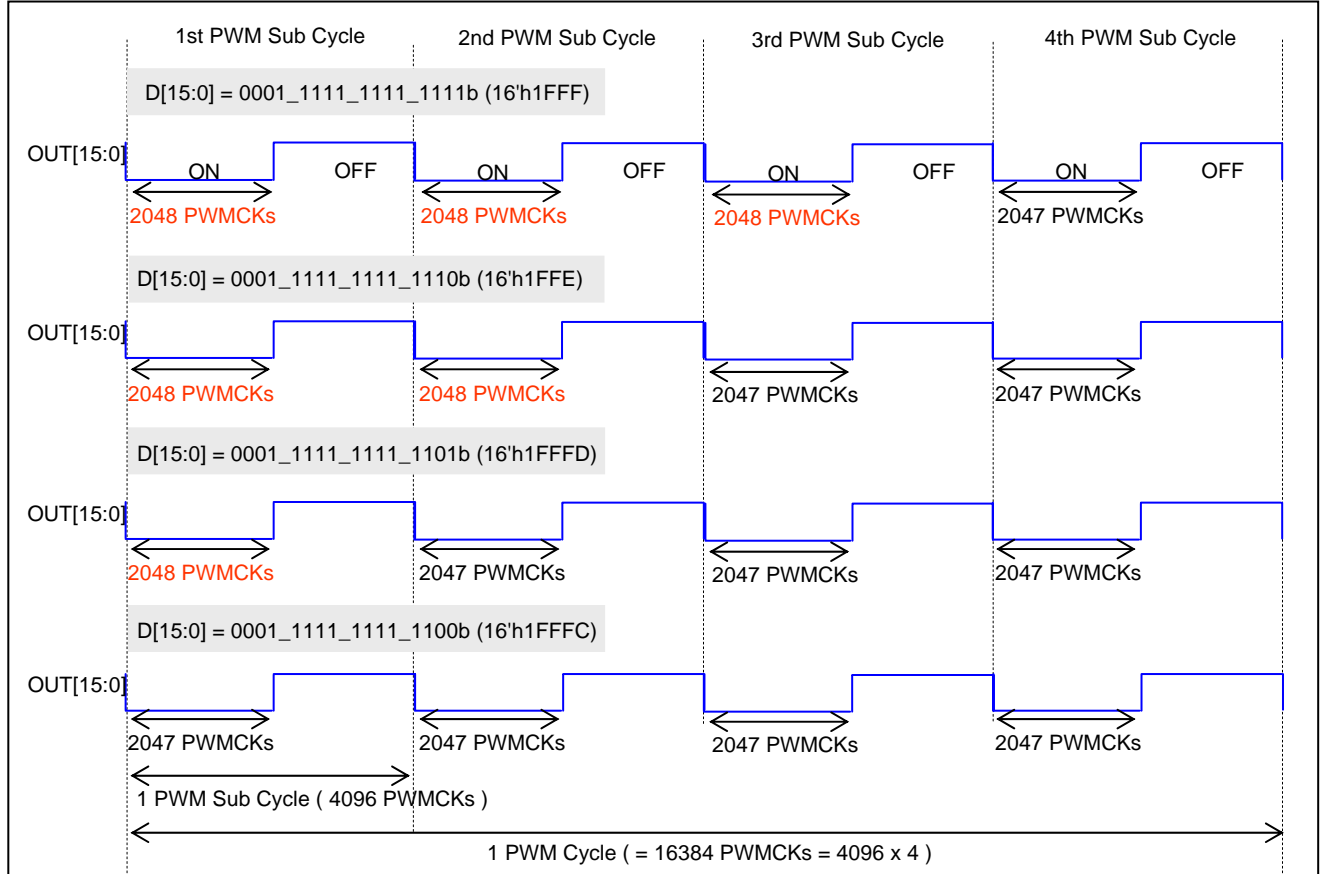 1st PWM Sub Cycle 2nd PWM Sub Cycle 3rd PWM Sub Cycle 4th PWM Sub Cycle
D[15:0] = 0001_1111_1111_1111b (16'h1FFF)
OUT[15:0] ON OFF ON OFF ON OFF ON OFF
2048 PWMCKs 2048 PWMCKs 2048 PWMCKs 2047 PWMCKs
D[15:0] = 0001_1111_1111_1110b (16'h1FFE)
OUT[15:0]
2048 PWMCKs 2048 PWMCKs 2047 PWMCKs 2047 PWMCKs
D[15:0] = 0001_1111_1111_1101b (16'h1FFFD)
OUT[15:0]
2048 PWMCKs 2047 PWMCKs 2047 PWMCKs 2047 PWMCKs
D[15:0] = 0001_1111_1111_1100b (16'h1FFFC)
OUT[15:0]
2047 PWMCKs 2047 PWMCKs 2047 PWMCKs 2047 PWMCKs
1 PWM Sub Cycle ( 4096 PWMCKs )
1 PWM Cycle ( = 16384 PWMCKs = 4096 x 4 )